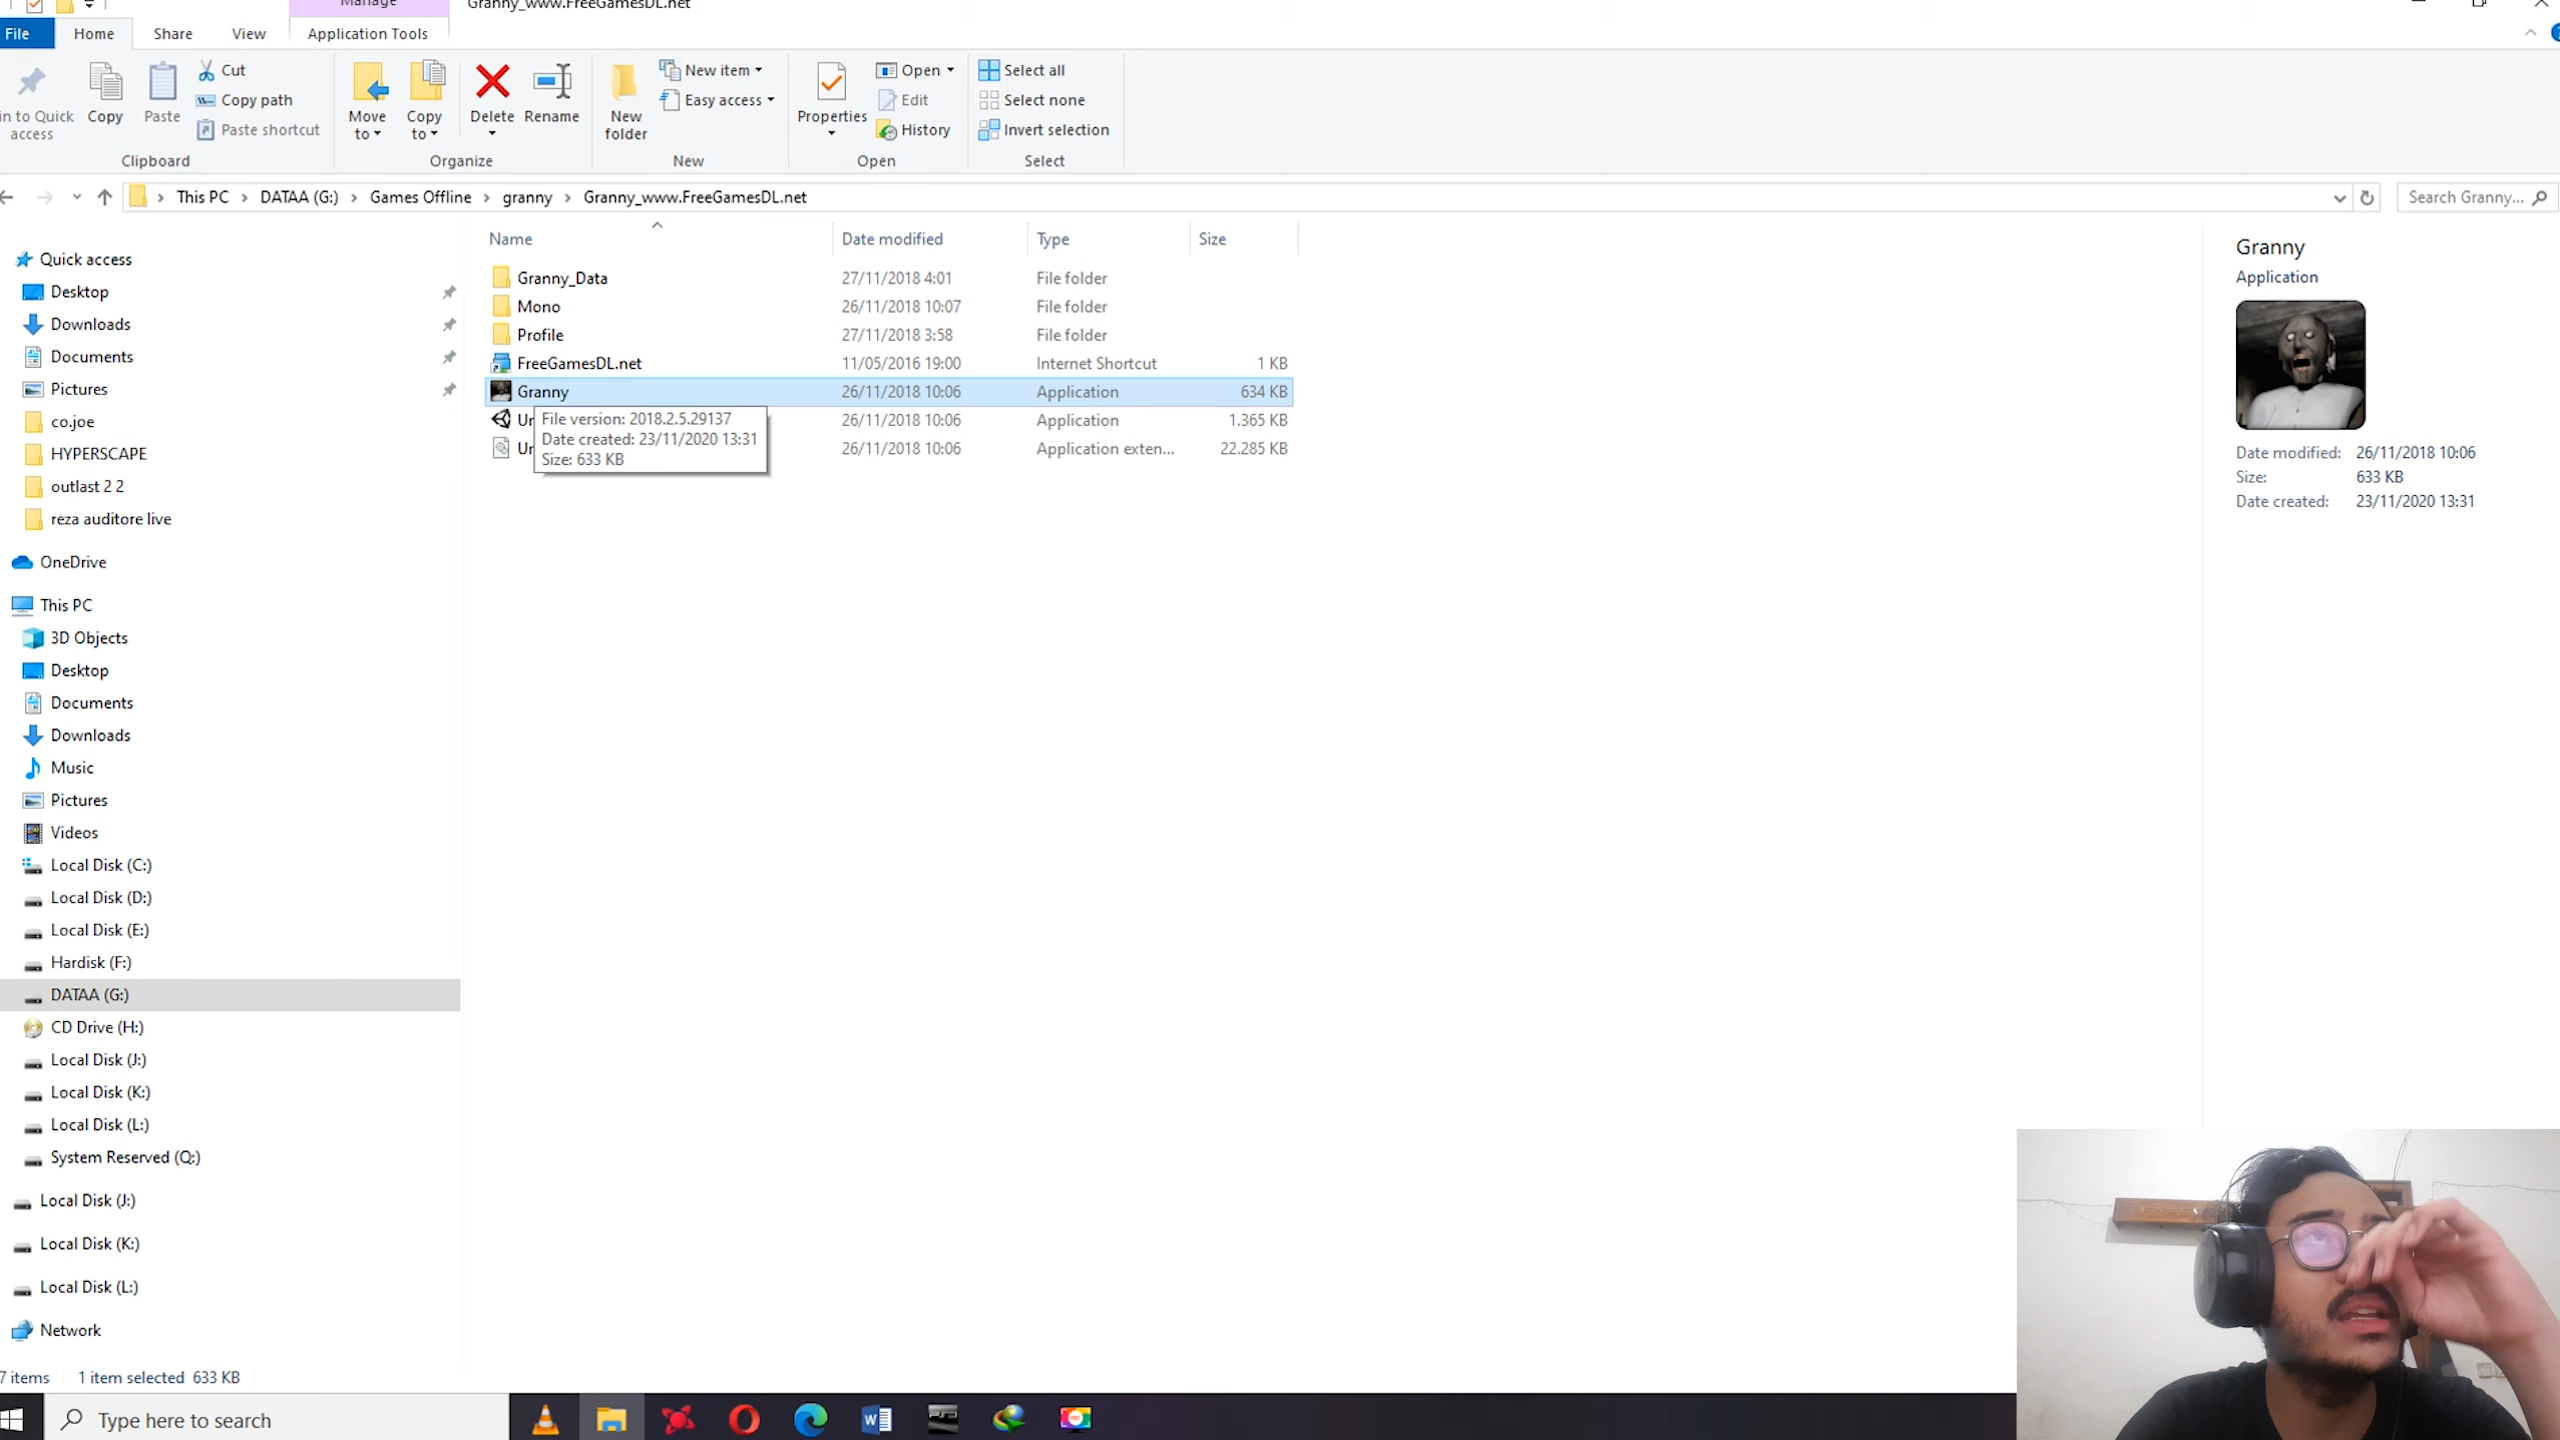 Manage Granny_www.FreeGamesDL.net
File Home Share View Application Tools
in to Quick access
Copy
Paste
Cut
Copy path
Paste shortcut
Clipboard
Move to
Copy to
Delete
Rename
Organize
New folder
New item
Easy access
New
Properties
Open
Edit
History
Open
Select all
Select none
Invert selection
Select
This PC › DATAA (G:) › Games Offline › granny › Granny_www.FreeGamesDL.net
Search Granny...
Quick access
Desktop
Downloads
Documents
Pictures
co.joe
HYPERSCAPE
outlast 2 2
reza auditore live
OneDrive
This PC
3D Objects
Desktop
Documents
Downloads
Music
Pictures
Videos
Local Disk (C:)
Local Disk (D:)
Local Disk (E:)
Hardisk (F:)
DATAA (G:)
CD Drive (H:)
Local Disk (J:)
Local Disk (K:)
Local Disk (L:)
System Reserved (Q:)
Local Disk (J:)
Local Disk (K:)
Local Disk (L:)
Network
Name Date modified Type Size
Granny_Data 27/11/2018 4:01 File folder
Mono 26/11/2018 10:07 File folder
Profile 27/11/2018 3:58 File folder
FreeGamesDL.net 11/05/2016 19:00 Internet Shortcut 1 KB
Granny 26/11/2018 10:06 Application 634 KB
Ur 26/11/2018 10:06 Application 1.365 KB
Ur 26/11/2018 10:06 Application exten... 22.285 KB
File version: 2018.2.5.29137
Date created: 23/11/2020 13:31
Size: 633 KB
Granny
Application
Date modified: 26/11/2018 10:06
Size: 633 KB
Date created: 23/11/2020 13:31
7 items 1 item selected 633 KB
Type here to search